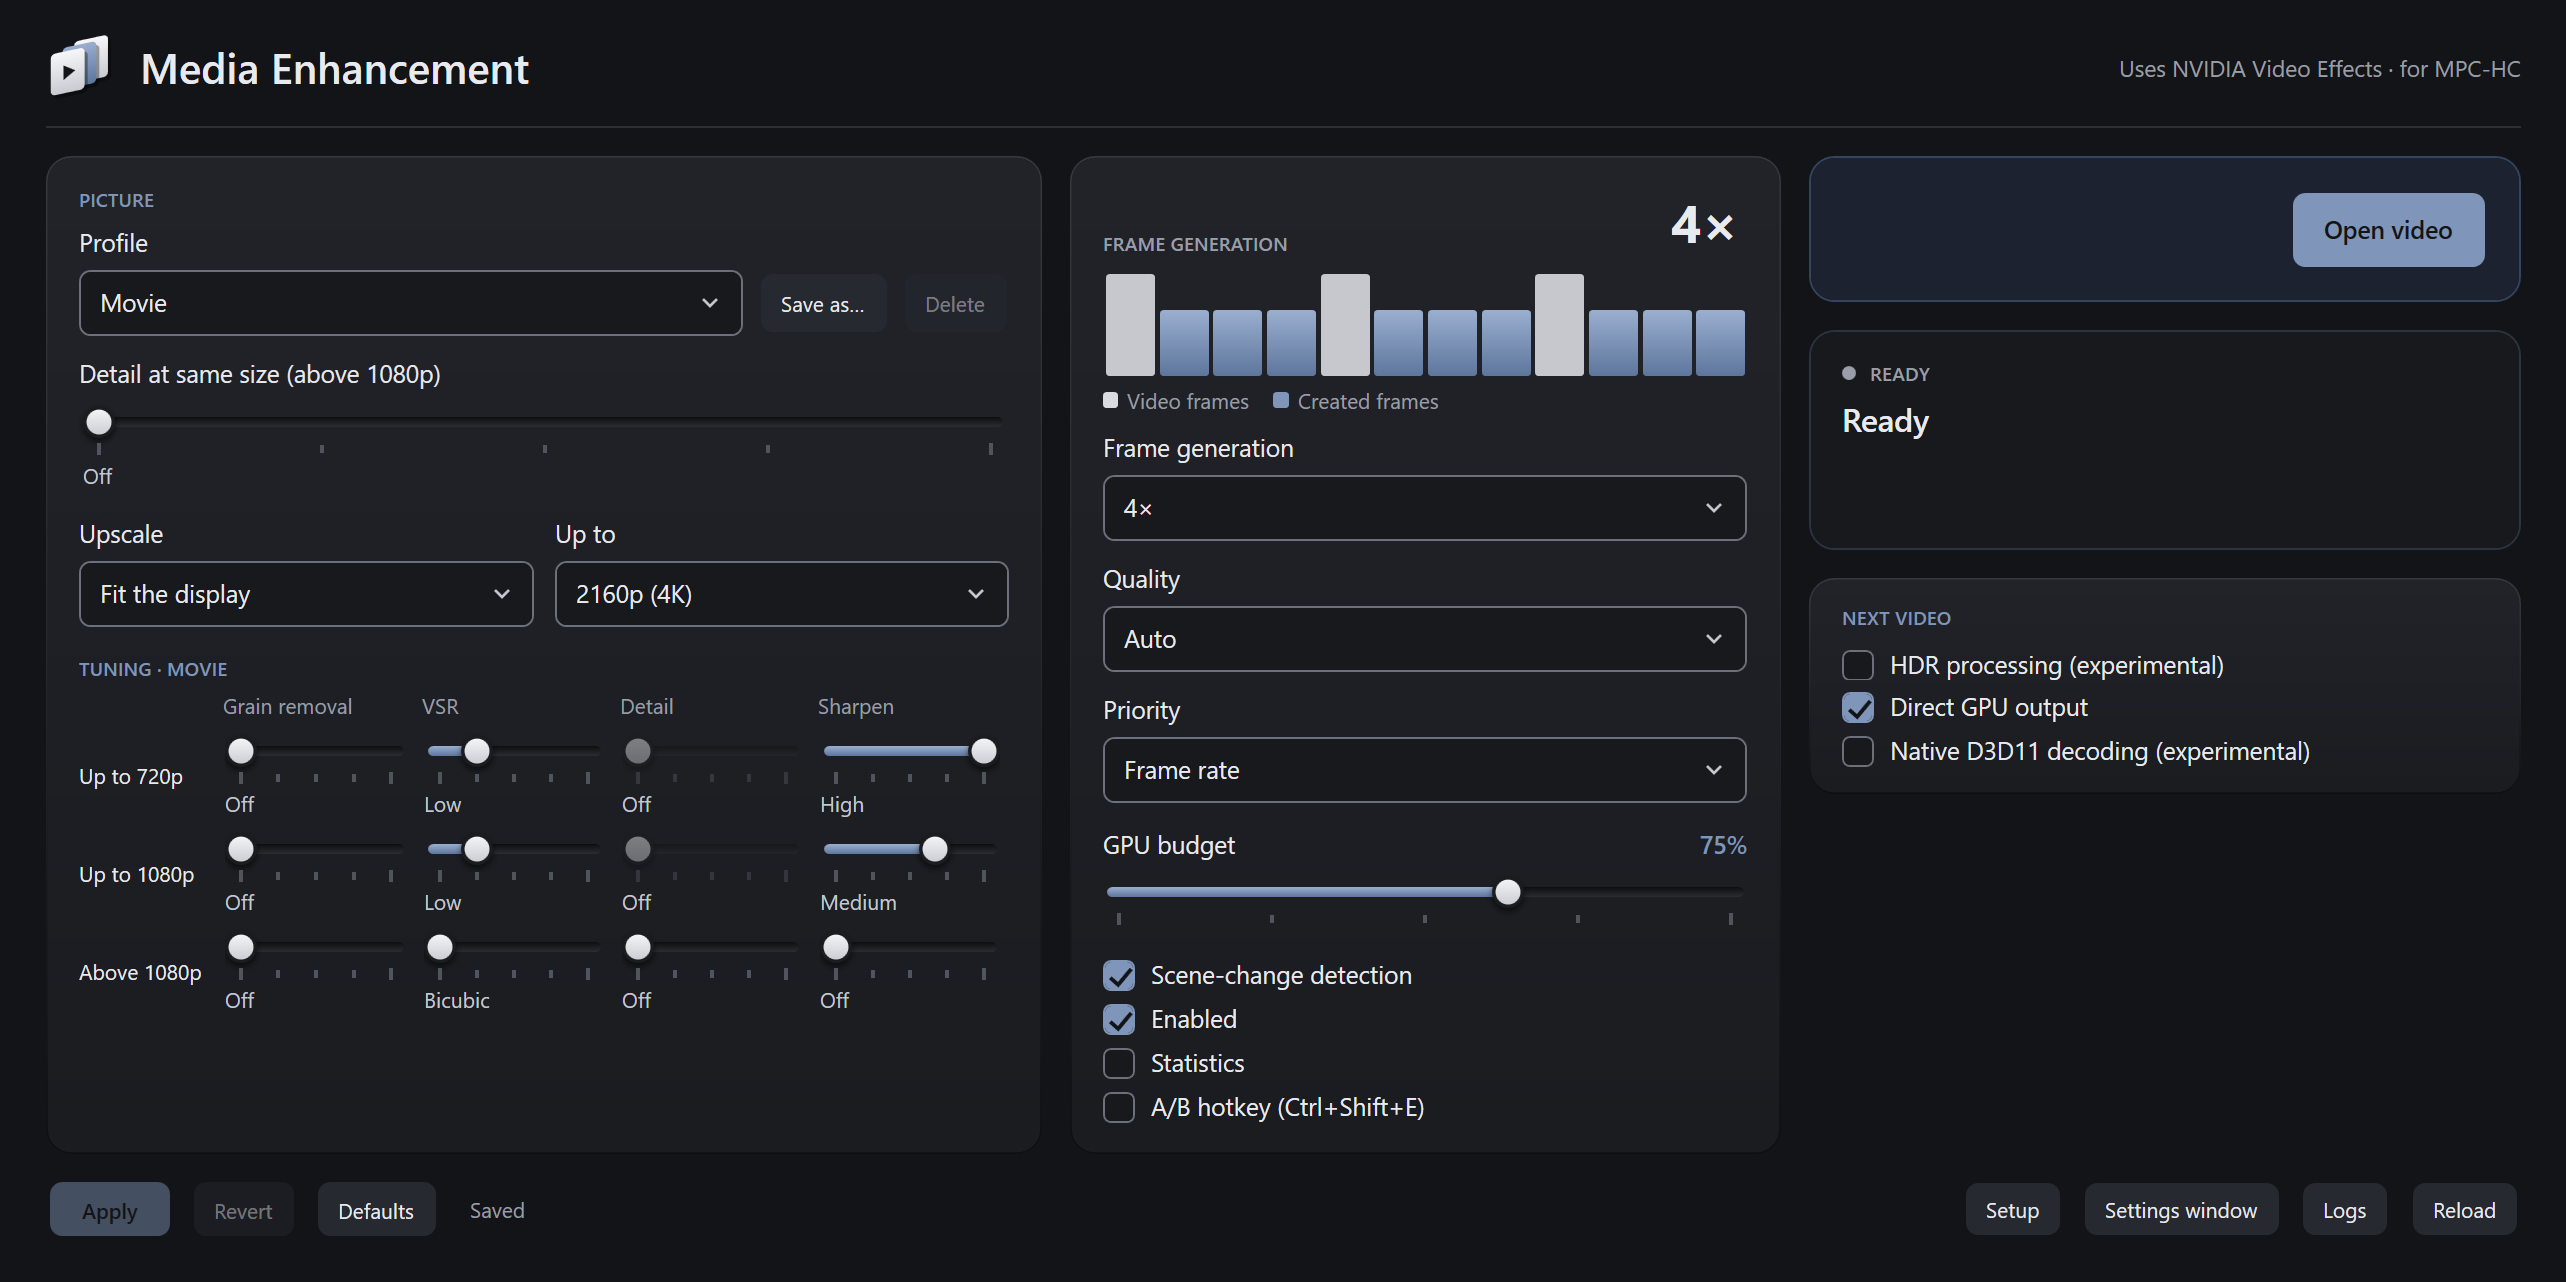 Media Enhancement
Uses NVIDIA Video Effects · for MPC-HC
PICTURE
Profile
Movie
Save as...
Delete
Detail at same size (above 1080p)
Off
Upscale
Up to
Fit the display
2160p (4K)
TUNING · MOVIE
Grain removal
VSR
Detail
Sharpen
Up to 720p
Off
Low
Off
High
Up to 1080p
Off
Low
Off
Medium
Above 1080p
Off
Bicubic
Off
Off
FRAME GENERATION
4×
Video frames
Created frames
Frame generation
4×
Quality
Auto
Priority
Frame rate
GPU budget
75%
Scene-change detection
Enabled
Statistics
A/B hotkey (Ctrl+Shift+E)
Open video
READY
Ready
NEXT VIDEO
HDR processing (experimental)
Direct GPU output
Native D3D11 decoding (experimental)
Apply
Revert
Defaults
Saved
Setup
Settings window
Logs
Reload